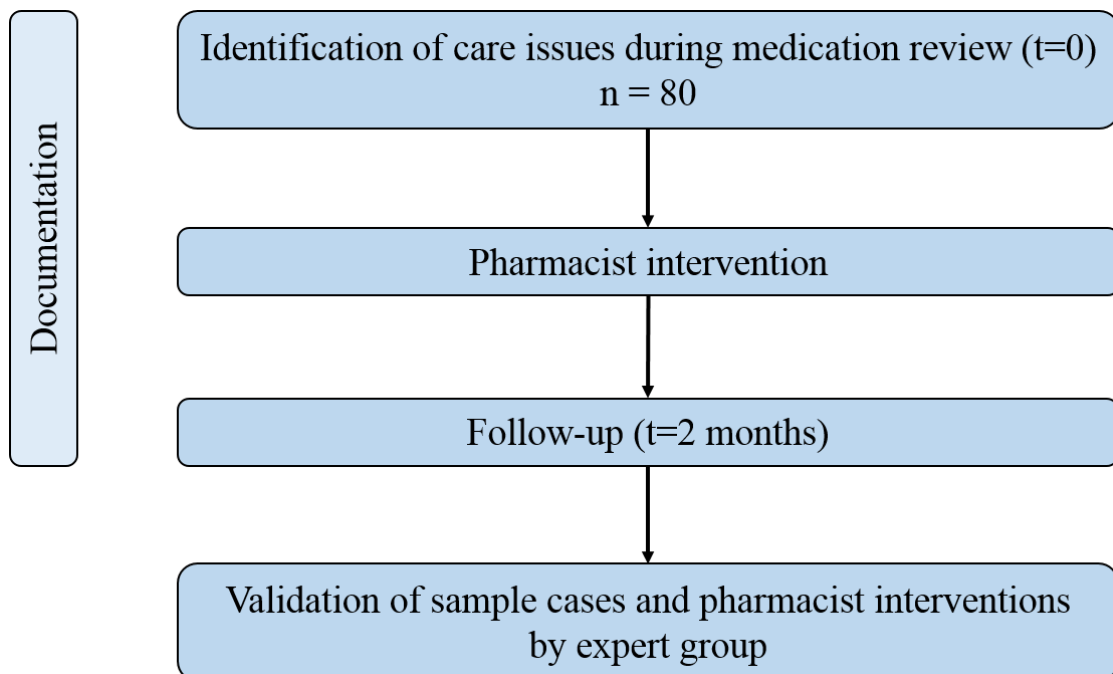 Documentation
Identification of care issues during medication review (t=0)
n = 80
Pharmacist intervention
Follow-up (t=2 months)
Validation of sample cases and pharmacist interventions
by expert group